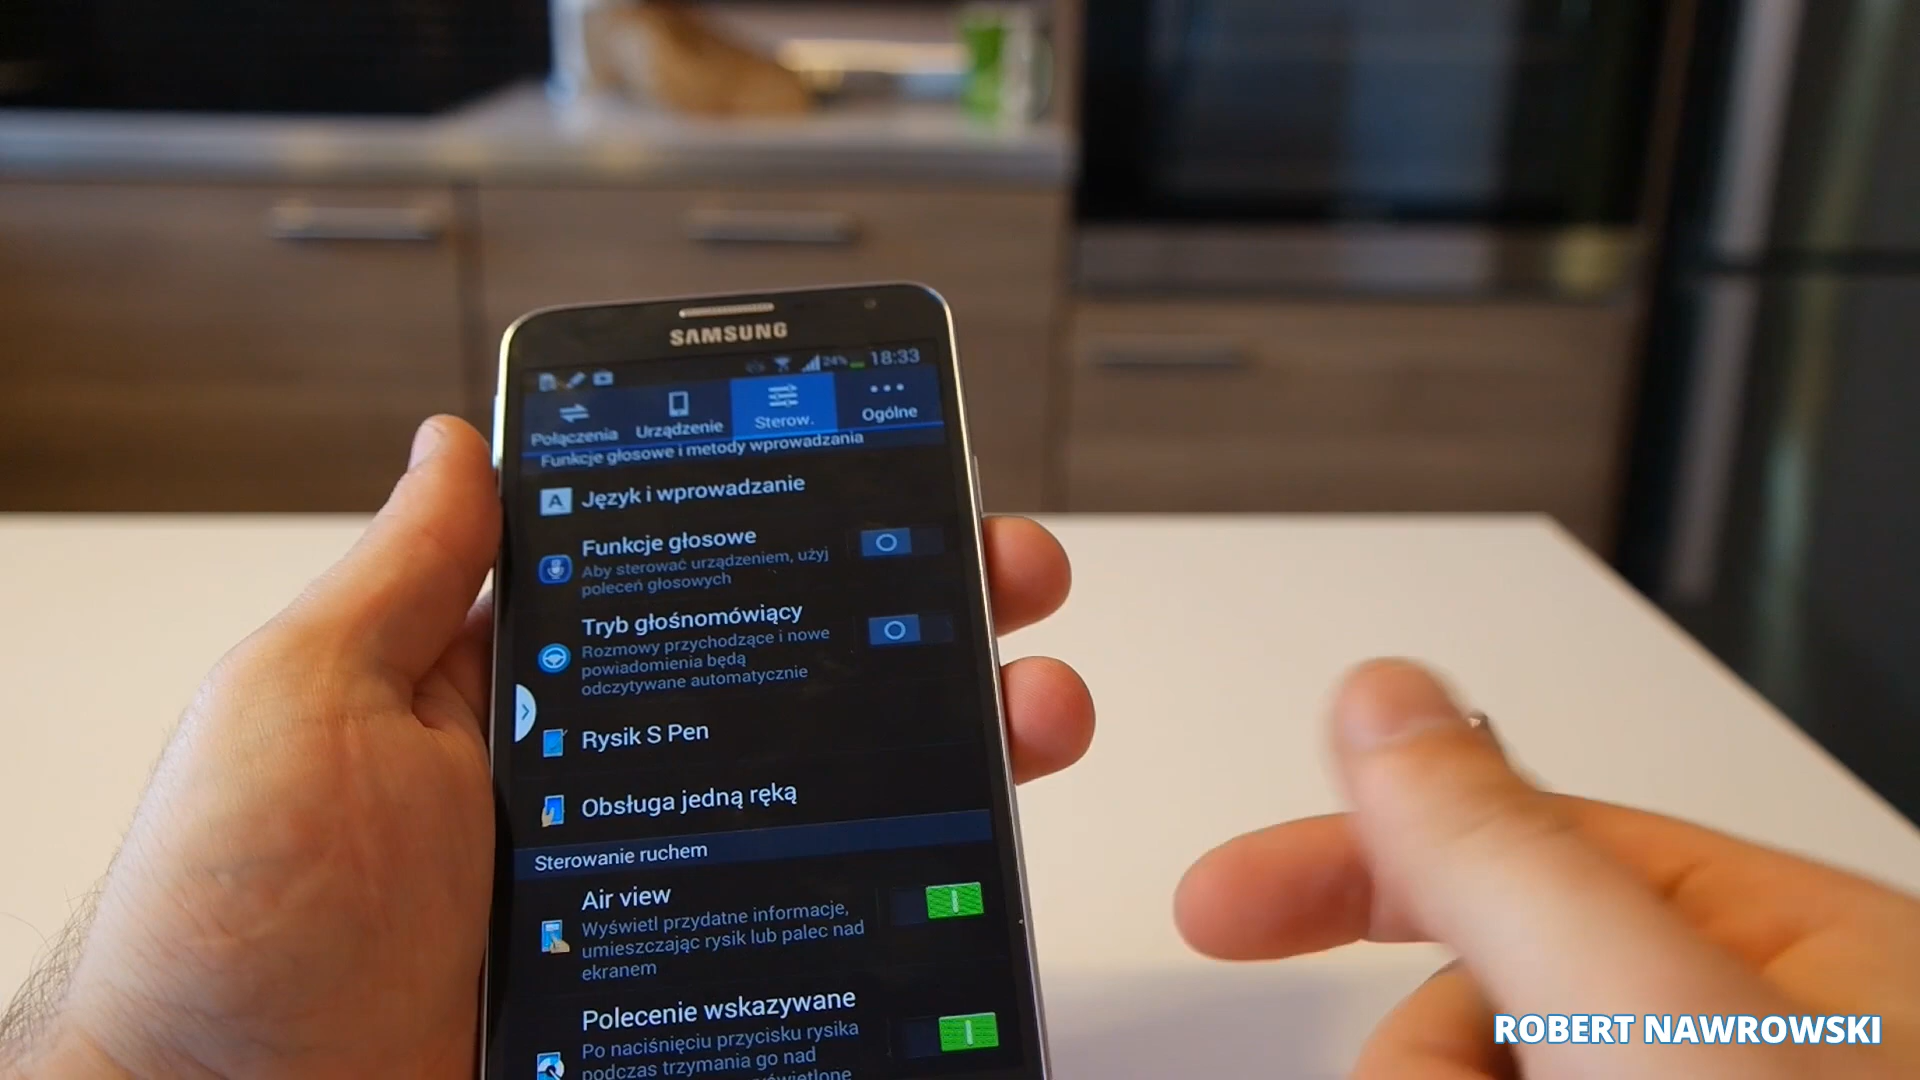 SAMSUNG
24% 18:33
Połączenia Urządzenie Sterow. Ogólne
Funkcje głosowe i metody wprowadzania
A Język i wprowadzanie
Funkcje głosowe
Aby sterować urządzeniem, użyj
poleceń głosowych
Tryb głośnomówiący
Rozmowy przychodzące i nowe
powiadomienia będą
odczytywane automatycznie
Rysik S Pen
Obsługa jedną ręką
Sterowanie ruchem
Air view
Wyświetl przydatne informacje,
umieszczając rysik lub palec nad
ekranem
Polecenie wskazywane
Po naciśnięciu przycisku rysika
podczas trzymania go nad
ROBERT NAWROWSKI